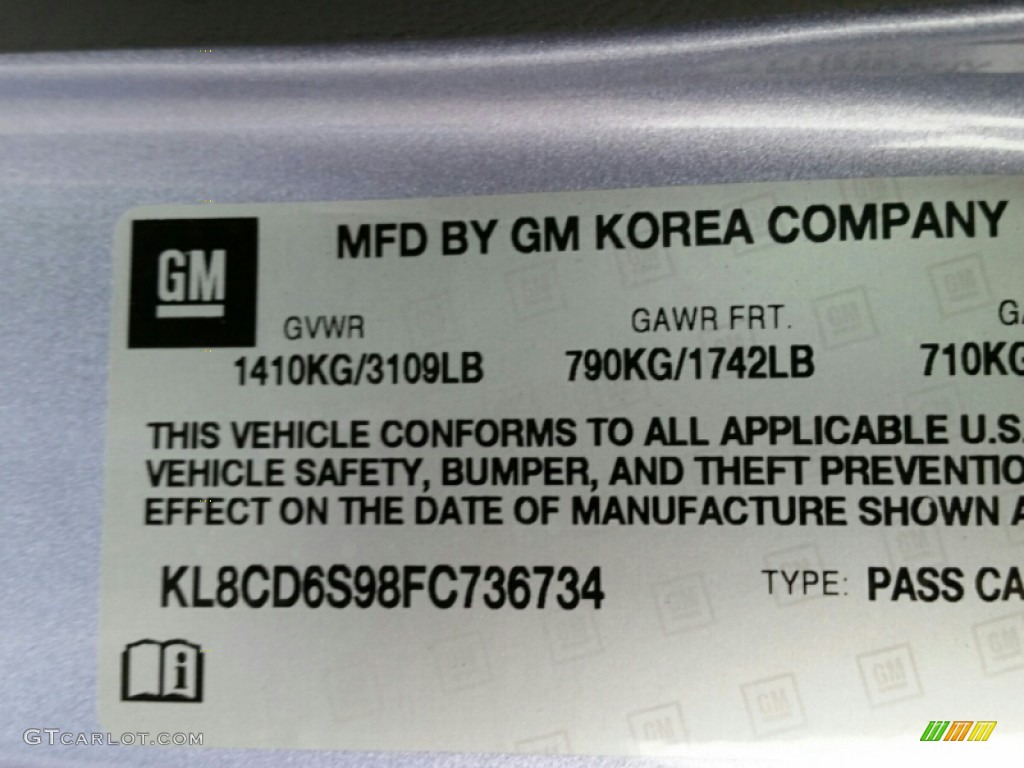 GM
MFD BY GM KOREA COMPANY
GVWR GAWR FRT. GA
1410KG/3109LB 790KG/1742LB 710KG
THIS VEHICLE CONFORMS TO ALL APPLICABLE U.S.
VEHICLE SAFETY, BUMPER, AND THEFT PREVENTIO
EFFECT ON THE DATE OF MANUFACTURE SHOWN A
KL8CD6S98FC736734 TYPE: PASS CA
i
GTCARLOT.COM